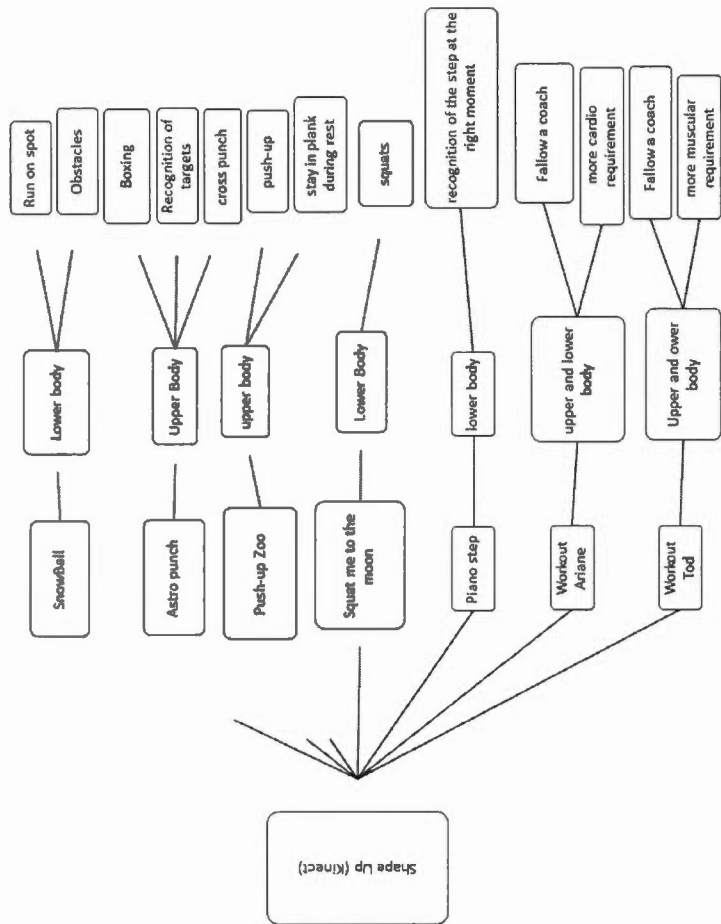 Shape Up (Kinect)
SnowBall
Lower body
Run on spot
Obstacles
Astro punch
Upper Body
Boxing
Recognition of
targets
cross punch
Push-up Zoo
upper body
push-up
stay in plank
during rest
Squat me to the
moon
Lower Body
squats
Piano step
lower body
recognition of the step at the
right moment
Workout
Ariane
upper and lower
body
Fallow a coach
more cardio
requirement
Workout
Tod
Upper and ower
body
Fallow a coach
more muscular
requirement